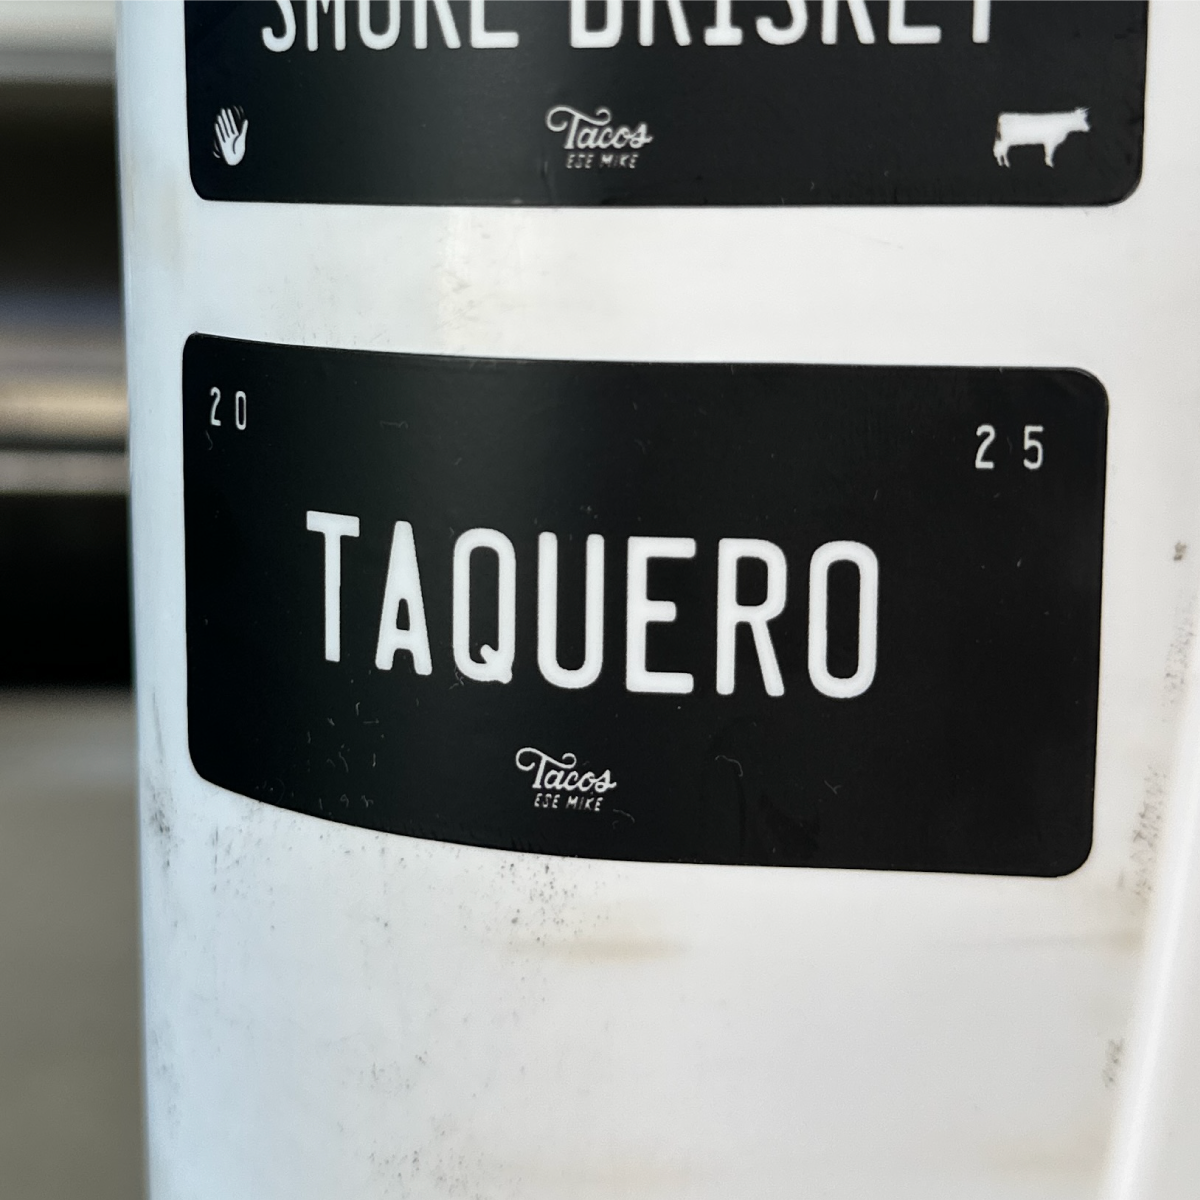 SMOKE BRISKET
Tacos
ESE MIKE
20 25
TAQUERO
Tacos
ESE MIKE